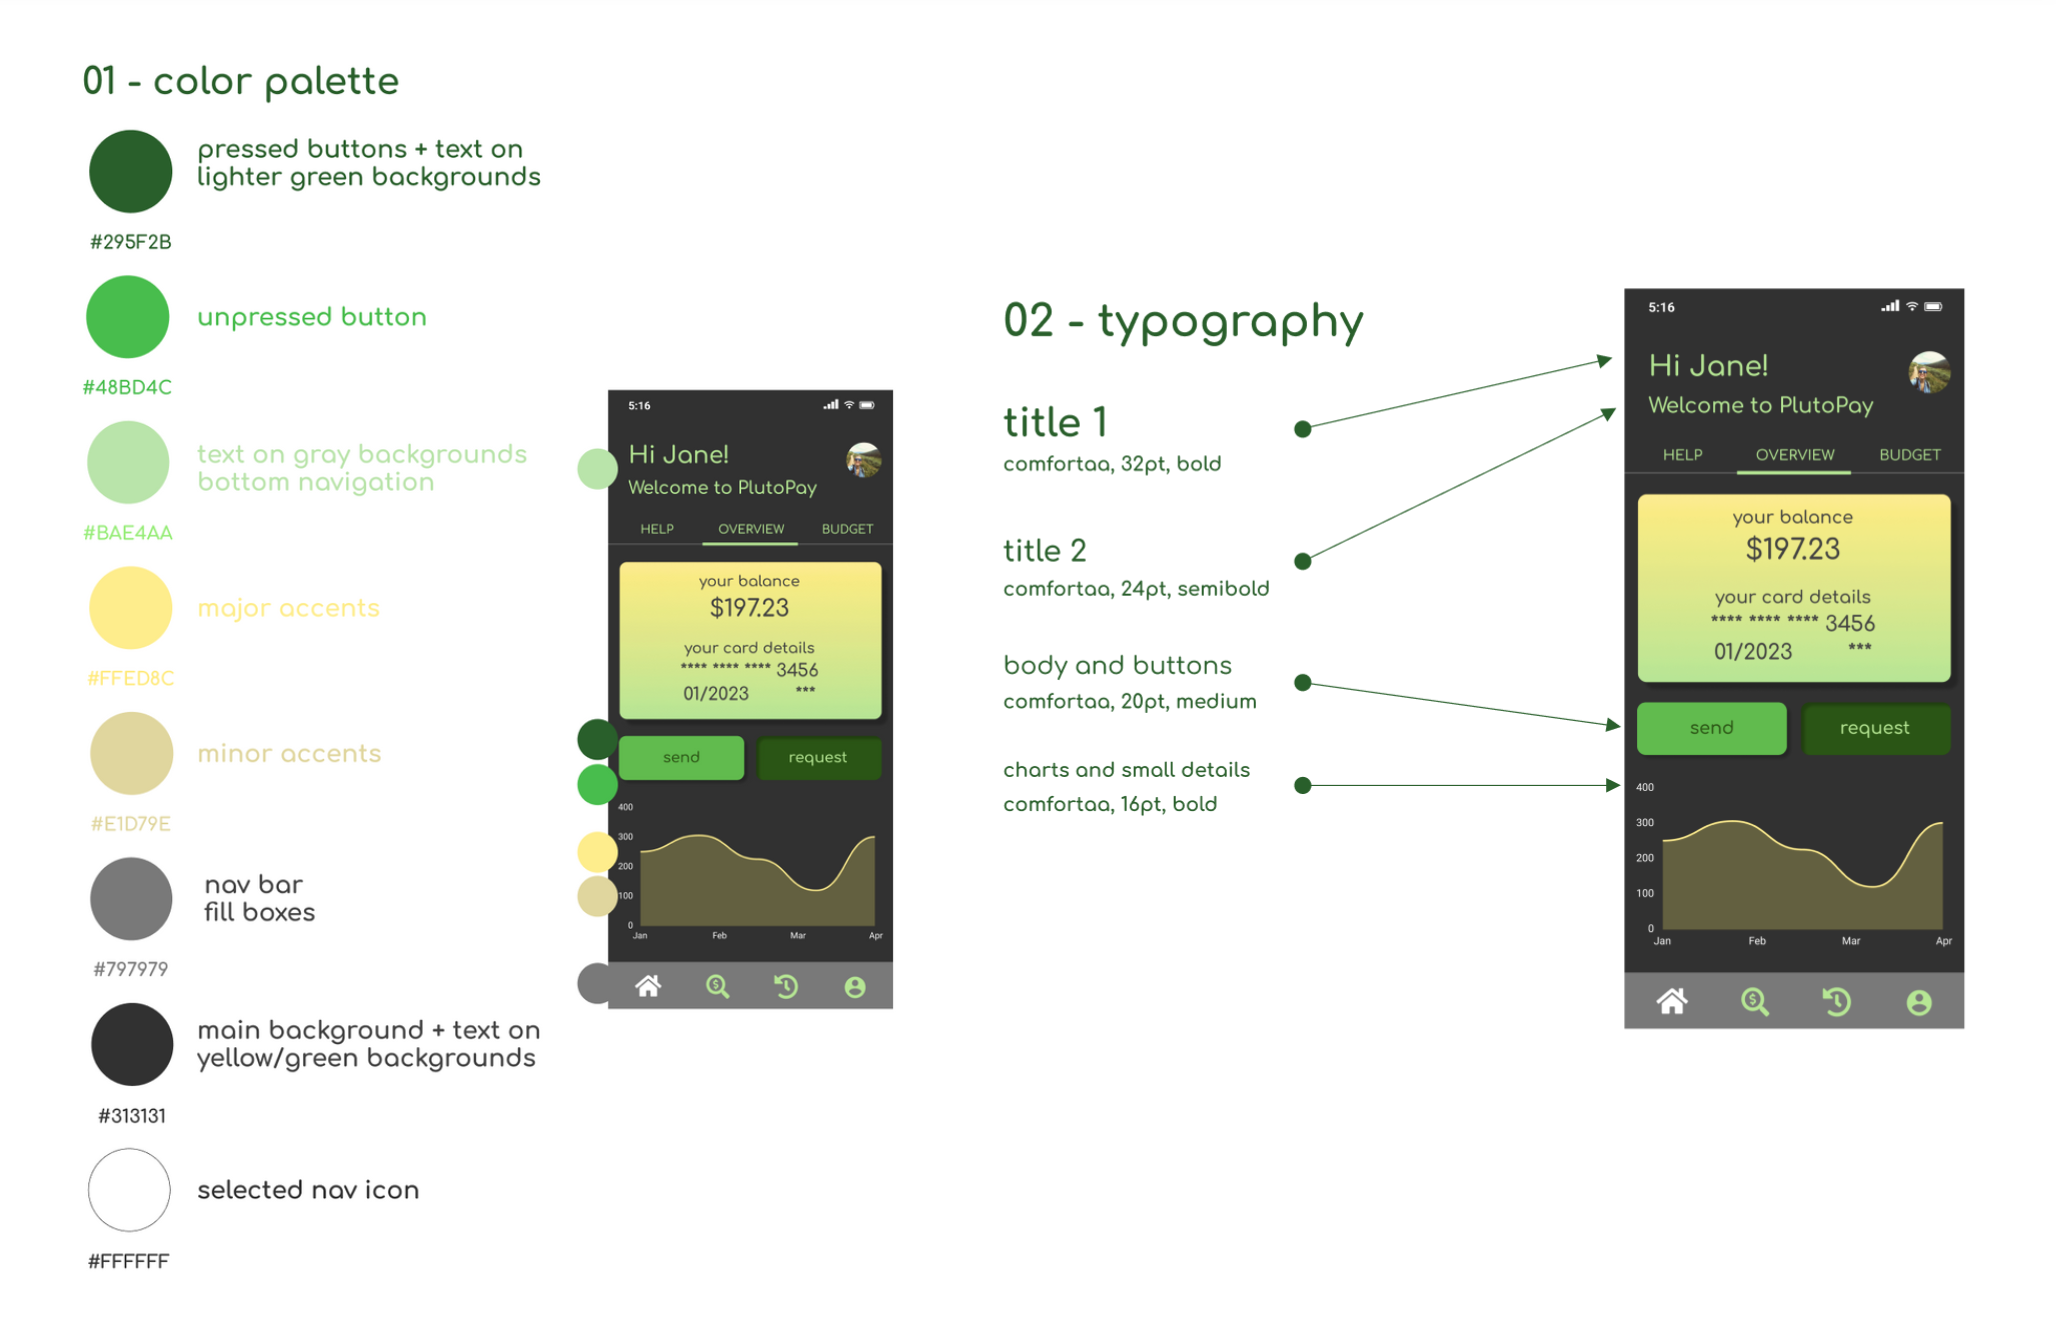 01 - color palette
pressed buttons + text on
lighter green backgrounds
#295F2B
unpressed button
#48BD4C
text on gray backgrounds
bottom navigation
#BAE4AA
major accents
#FFED8C
minor accents
#E1D79E
nav bar
fill boxes
#797979
main background + text on
yellow/green backgrounds
#313131
selected nav icon
#FFFFFF
5:16
Hi Jane!
Welcome to PlutoPay
HELP OVERVIEW BUDGET
your balance
$197.23
your card details
**** **** **** 3456
01/2023 ***
send request
400
300
200
100
0
Jan Feb Mar Apr
$
02 - typography
title 1
comfortaa, 32pt, bold
title 2
comfortaa, 24pt, semibold
body and buttons
comfortaa, 20pt, medium
charts and small details
comfortaa, 16pt, bold
5:16
Hi Jane!
Welcome to PlutoPay
HELP OVERVIEW BUDGET
your balance
$197.23
your card details
**** **** **** 3456
01/2023 ***
send request
400
300
200
100
0
Jan Feb Mar Apr
$